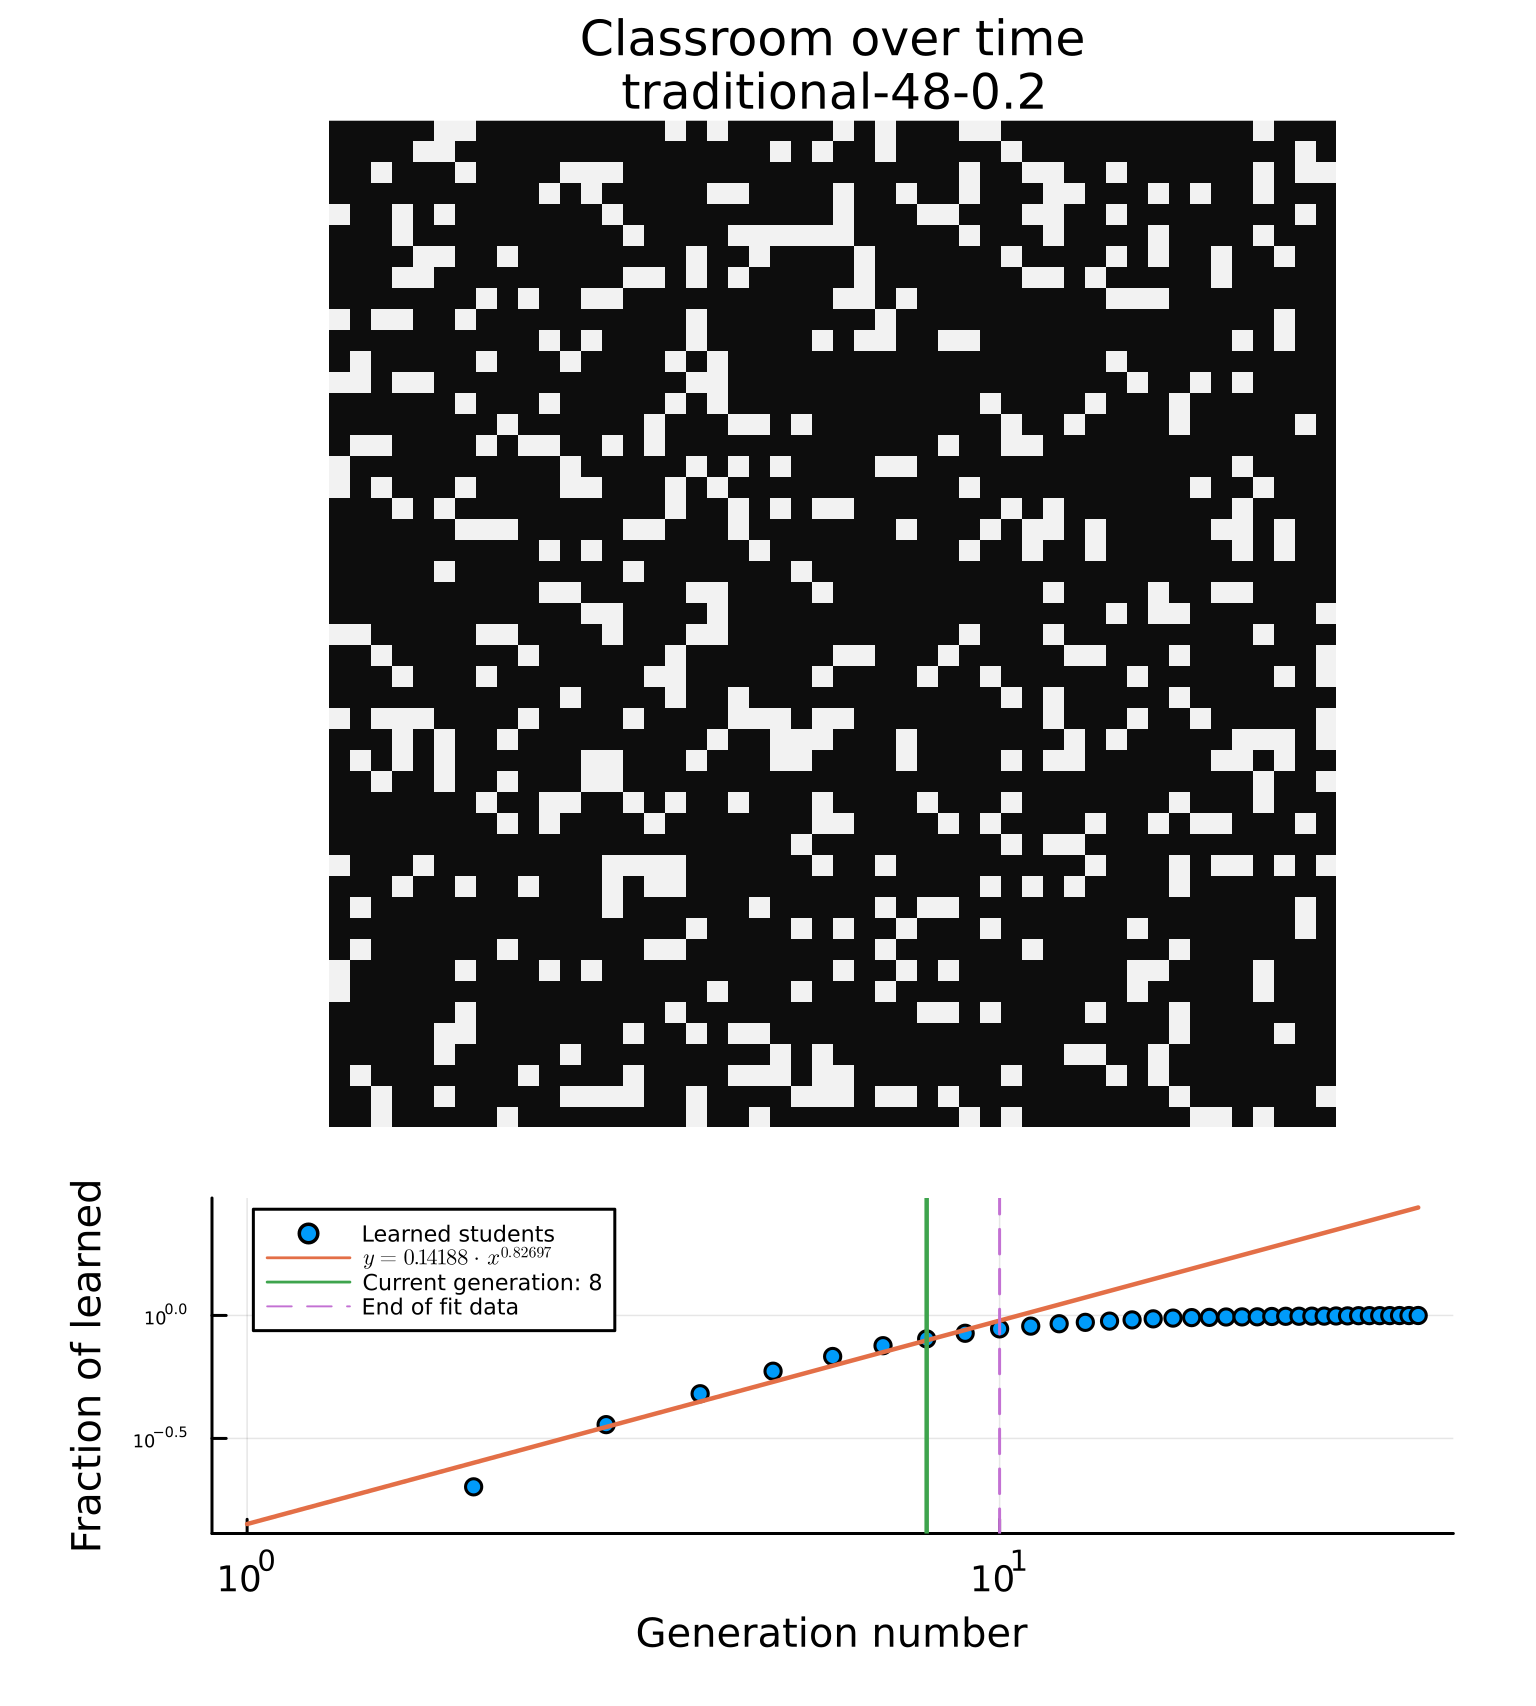 Classroom over time
traditional-48-0.2
Fraction of learned
Learned students
y = 0.14188 · x^0.82697
Current generation: 8
End of fit data
10^0.0
10^−0.5
10^0
10^1
Generation number